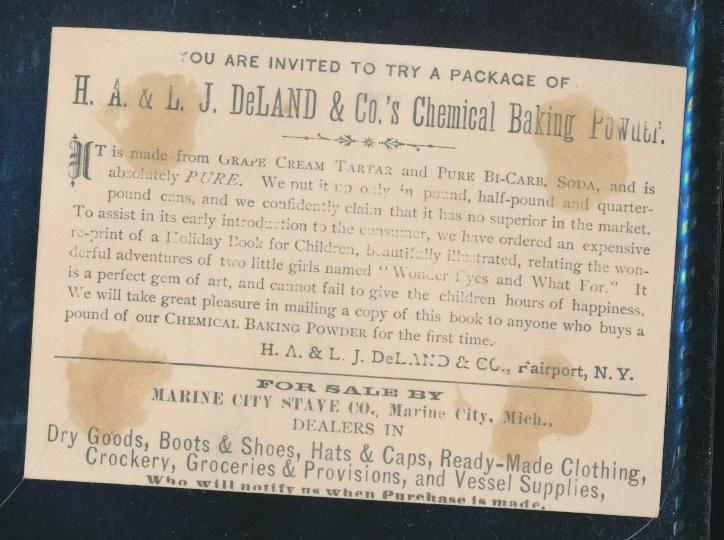 YOU ARE INVITED TO TRY A PACKAGE OF
H. A. & L. J. DeLAND & Co.'s Chemical Baking Powder.
IT is made from GRAPE CREAM TARTAR and PURE BI-CARB. SODA, and is
absolutely PURE. We put it up only in pound, half-pound and quarter-
pound cans, and we confidently claim that it has no superior in the market.
To assist in its early introduction to the consumer, we have ordered an expensive
re-print of a Holiday Book for Children, beautifully illustrated, relating the won-
derful adventures of two little girls named "Wonder Eyes and What For." It
is a perfect gem of art, and cannot fail to give the children hours of happiness.
We will take great pleasure in mailing a copy of this book to anyone who buys a
pound of our CHEMICAL BAKING POWDER for the first time.
H. A. & L. J. DeLAND & CO., Fairport, N. Y.
FOR SALE BY
MARINE CITY STAVE CO., Marine City, Mich.,
DEALERS IN
Dry Goods, Boots & Shoes, Hats & Caps, Ready-Made Clothing,
Crockery, Groceries & Provisions, and Vessel Supplies,
Who will notify us when Purchase is made.